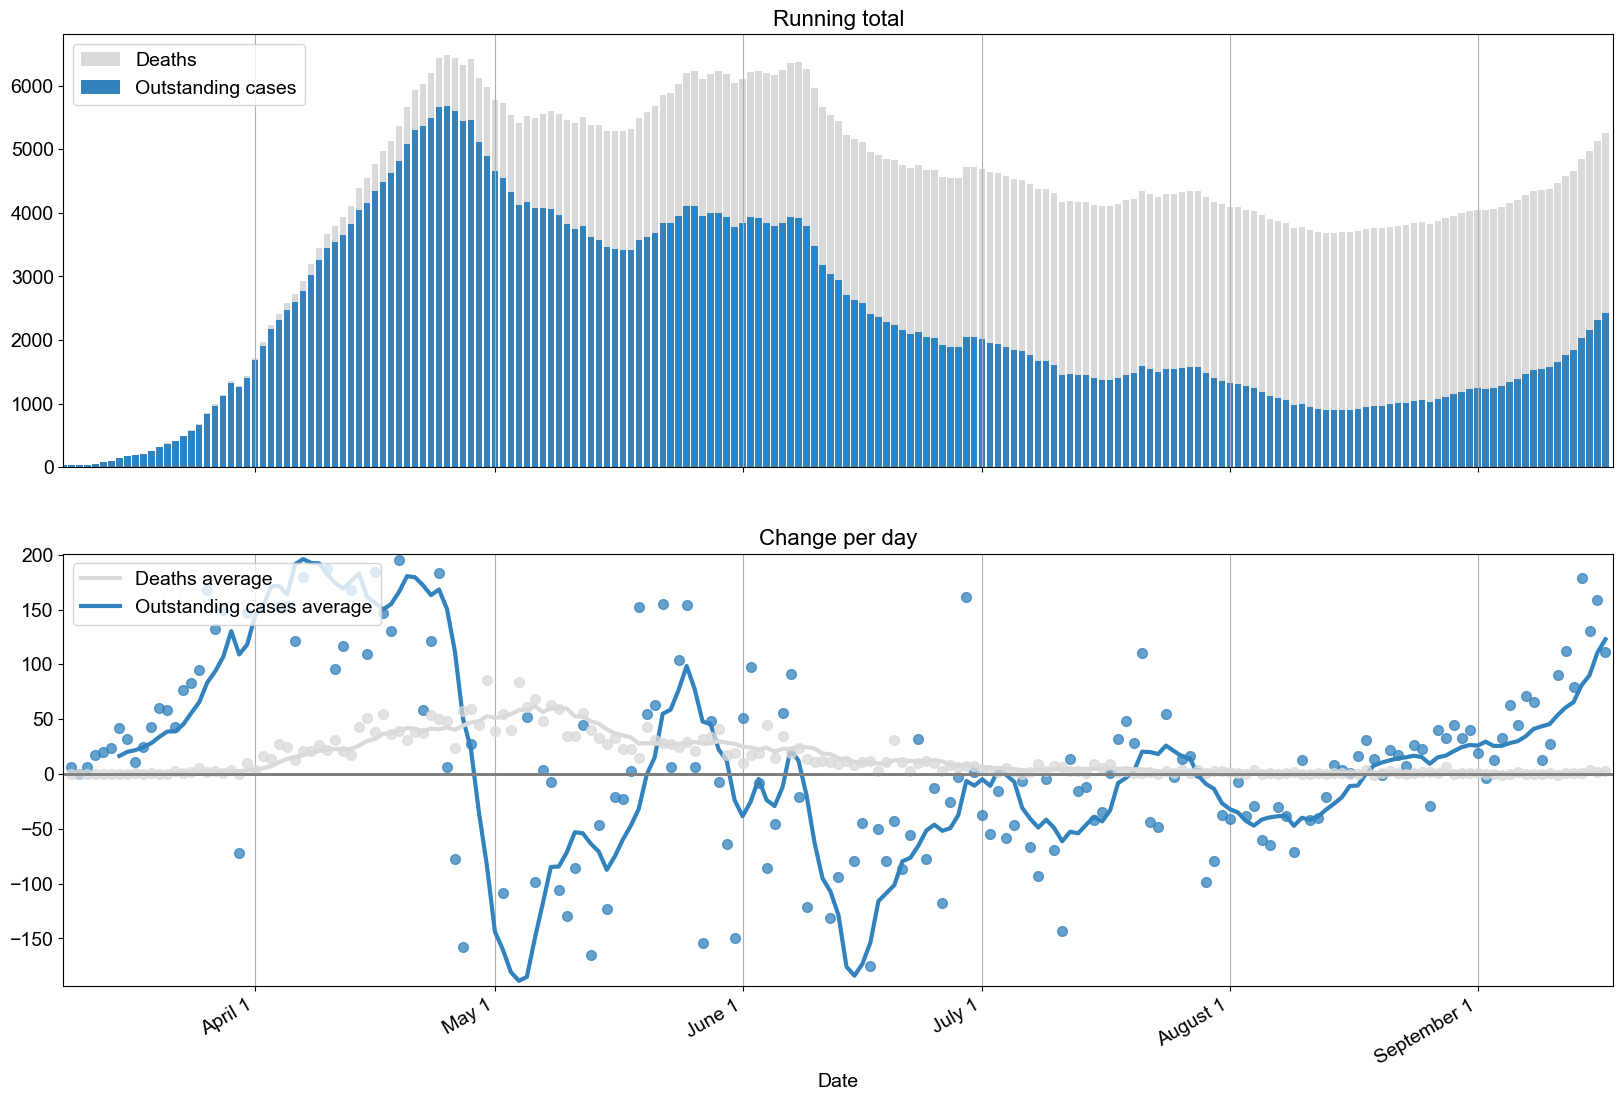 Running total
Deaths
Outstanding cases
6000
5000
4000
3000
2000
1000
0
Change per day
Deaths average
Outstanding cases average
200
150
100
50
0
−50
−100
−150
April 1
May 1
June 1
July 1
August 1
September 1
Date